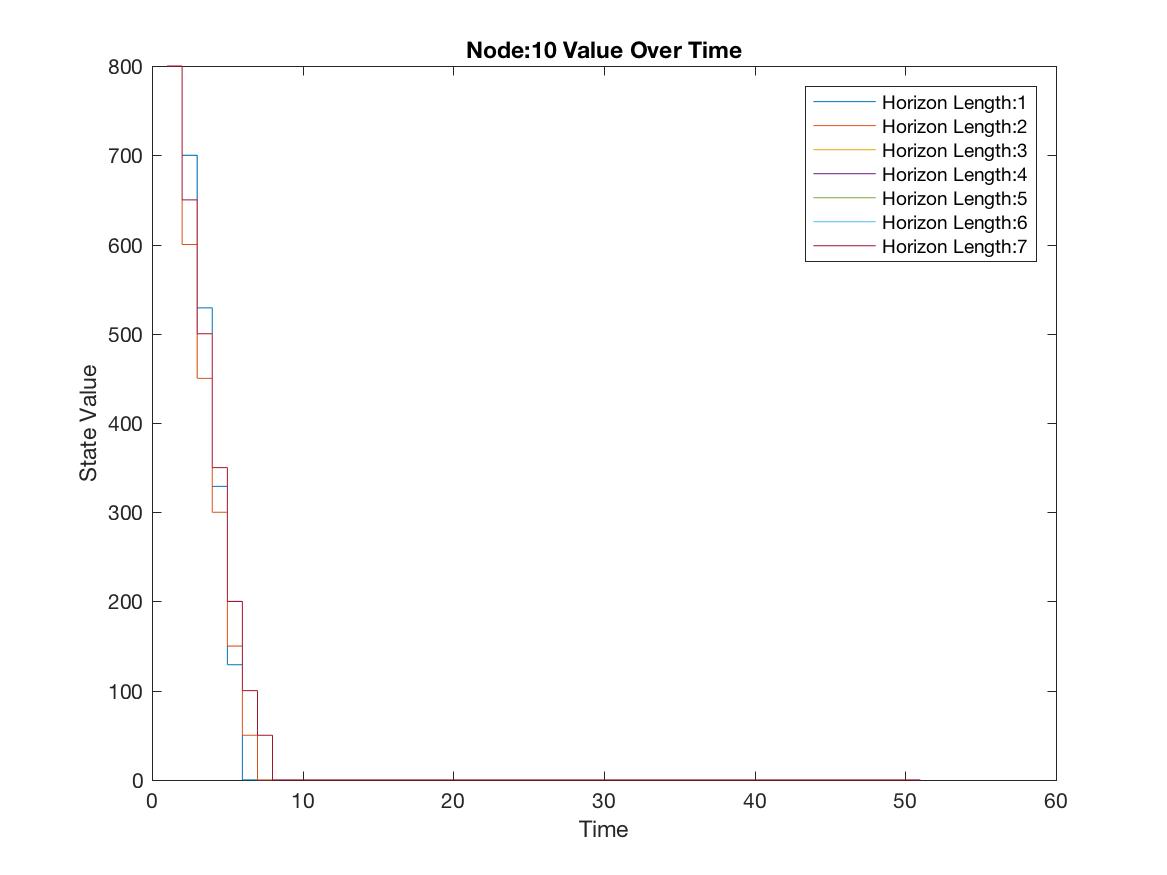 Node:10 Value Over Time
800
700
600
500
400
300
200
100
0
State Value
Horizon Length:1
Horizon Length:2
Horizon Length:3
Horizon Length:4
Horizon Length:5
Horizon Length:6
Horizon Length:7
0 10 20 30 40 50 60
Time